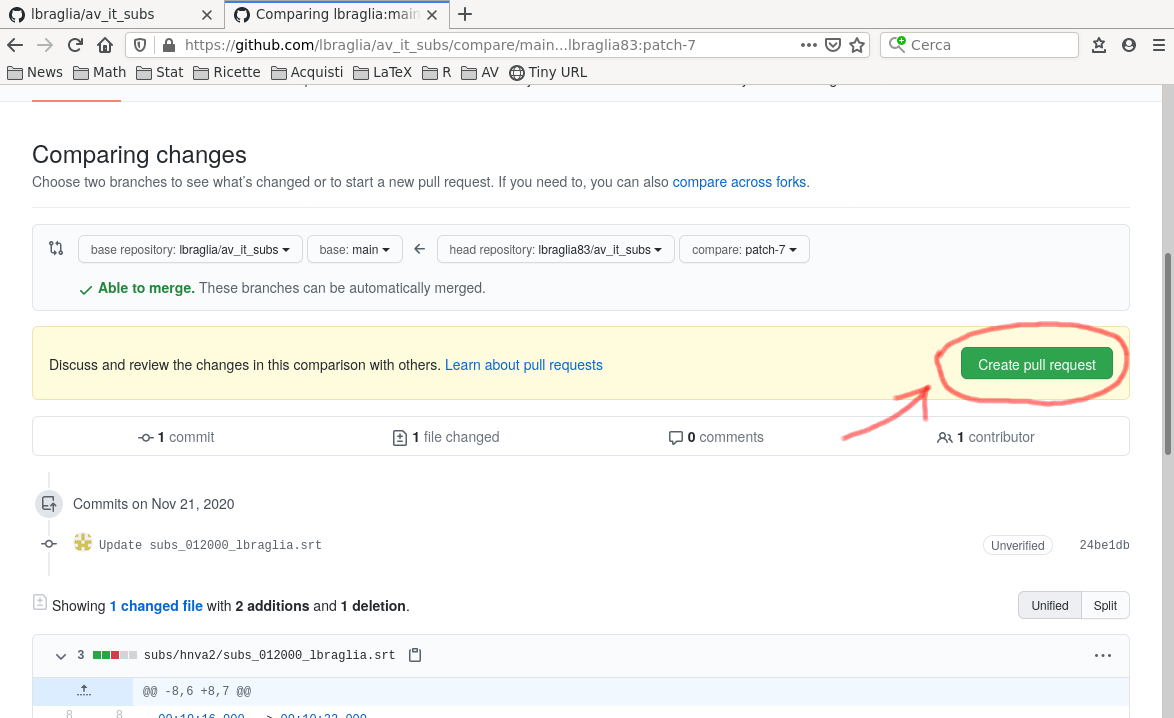 lbraglia/av_it_subs
Comparing lbraglia:main
https://github.com/lbraglia/av_it_subs/compare/main...lbraglia83:patch-7
Cerca
News Math Stat Ricette Acquisti LaTeX R AV Tiny URL
Comparing changes
Choose two branches to see what's changed or to start a new pull request. If you need to, you can also compare across forks.
base repository: lbraglia/av_it_subs base: main head repository: lbraglia83/av_it_subs compare: patch-7
Able to merge. These branches can be automatically merged.
Discuss and review the changes in this comparison with others. Learn about pull requests
Create pull request
1 commit 1 file changed 0 comments 1 contributor
Commits on Nov 21, 2020
Update subs_012000_lbraglia.srt Unverified 24be1db
Showing 1 changed file with 2 additions and 1 deletion.
Unified Split
3 subs/hnva2/subs_012000_lbraglia.srt
@@ -8,6 +8,7 @@
8 8